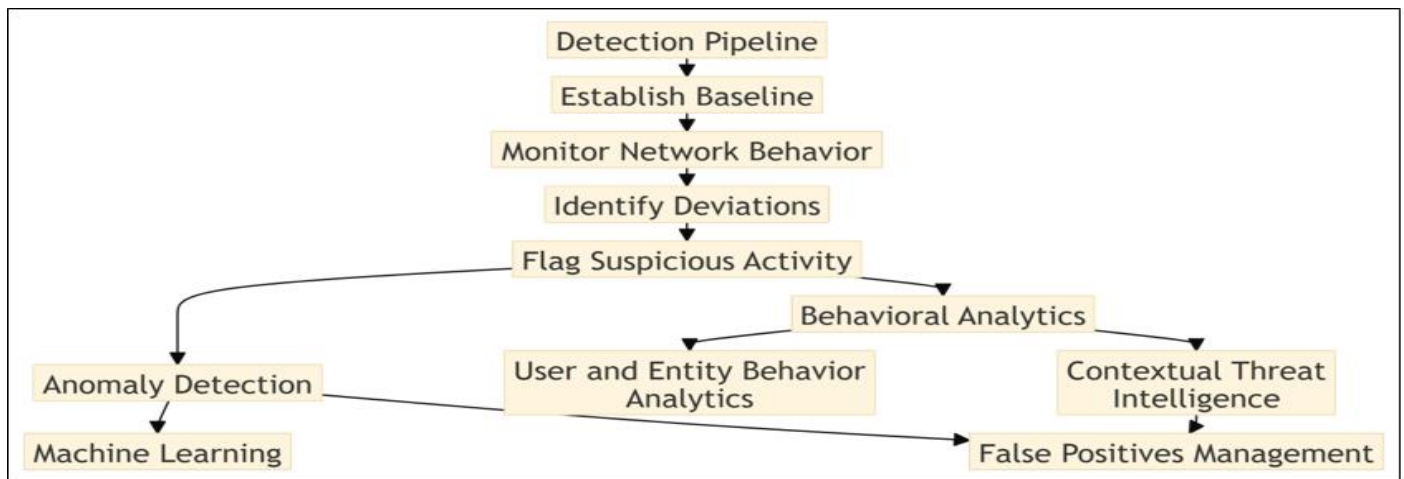 Detection Pipeline
Establish Baseline
Monitor Network Behavior
Identify Deviations
Flag Suspicious Activity
Behavioral Analytics
Anomaly Detection
User and Entity Behavior
Analytics
Contextual Threat
Intelligence
Machine Learning
False Positives Management